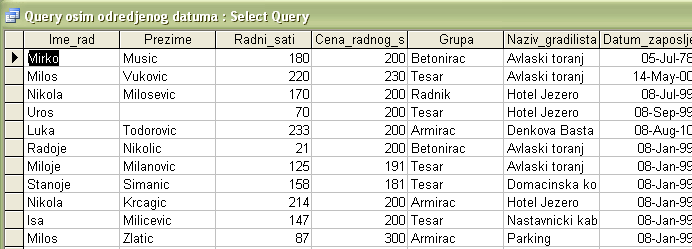 Query osim odredjenog datuma : Select Query
Ime_rad Prezime Radni_sati Cena_radnog_s Grupa Naziv_gradilista Datum_zaposlje
Mirko Music 180 200 Betonirac Avlaski toranj 05-Jul-78
Milos Vukovic 220 230 Tesar Avlaski toranj 14-May-00
Nikola Milosevic 170 200 Radnik Hotel Jezero 08-Jul-99
Uros 70 200 Tesar Hotel Jezero 08-Sep-99
Luka Todorovic 233 200 Armirac Denkova Basta 08-Aug-10
Radoje Nikolic 21 200 Betonirac Avlaski toranj 08-Jan-99
Miloje Milanovic 125 191 Tesar Avlaski toranj 08-Jan-99
Stanoje Simanic 158 181 Tesar Domacinska ko 08-Jan-99
Nikola Krcagic 214 200 Armirac Hotel Jezero 08-Jan-99
Isa Milicevic 147 200 Tesar Nastavnicki kab 08-Jan-99
Milos Zlatic 87 300 Armirac Parking 08-Jan-99